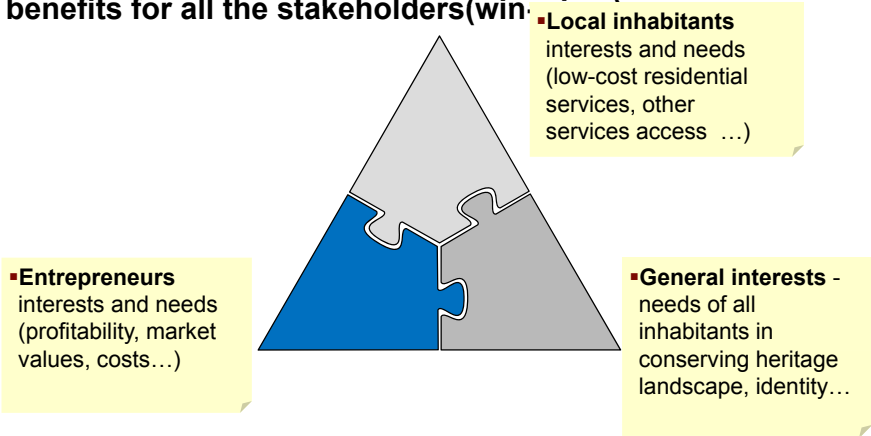 benefits for all the stakeholders(win-
▪Local inhabitants
interests and needs
(low-cost residential
services, other
services access …)
▪Entrepreneurs
interests and needs
(profitability, market
values, costs…)
▪General interests -
needs of all
inhabitants in
conserving heritage
landscape, identity…